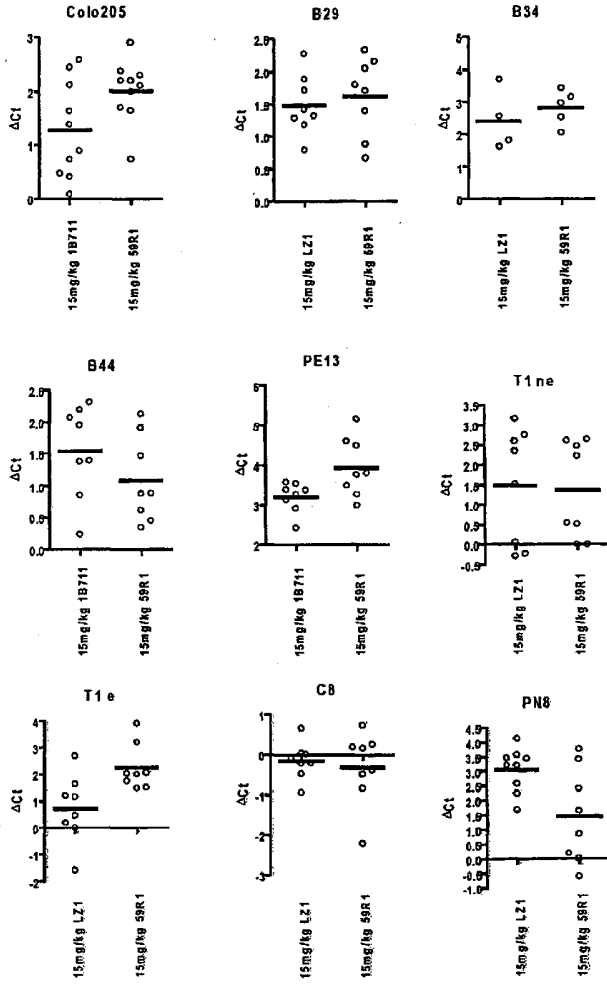 Colo205
ΔCt
3
2
1
0
15mg/kg 1B711
15mg/kg 59R1
B29
ΔCt
2.5
2.0
1.5
1.0
0.5
0.0
15mg/kg LZ1
15mg/kg 59R1
B34
ΔCt
5
4
3
2
1
0
15mg/kg LZ1
15mg/kg 59R1
B44
ΔCt
2.5
2.0
1.5
1.0
0.5
0.0
15mg/kg 1B711
15mg/kg 59R1
PE13
ΔCt
6
5
4
3
2
15mg/kg 1B711
15mg/kg 59R1
T1ne
ΔCt
3.5
3.0
2.5
2.0
1.5
1.0
0.5
0.0
-0.5
15mg/kg LZ1
15mg/kg 59R1
T1e
ΔCt
4
3
2
1
0
-1
-2
15mg/kg LZ1
15mg/kg 59R1
C8
ΔCt
1
0
-1
-2
-3
15mg/kg LZ1
15mg/kg 59R1
PN8
ΔCt
4.5
4.0
3.5
3.0
2.5
2.0
1.5
1.0
0.5
0.0
-0.5
-1.0
15mg/kg LZ1
15mg/kg 59R1